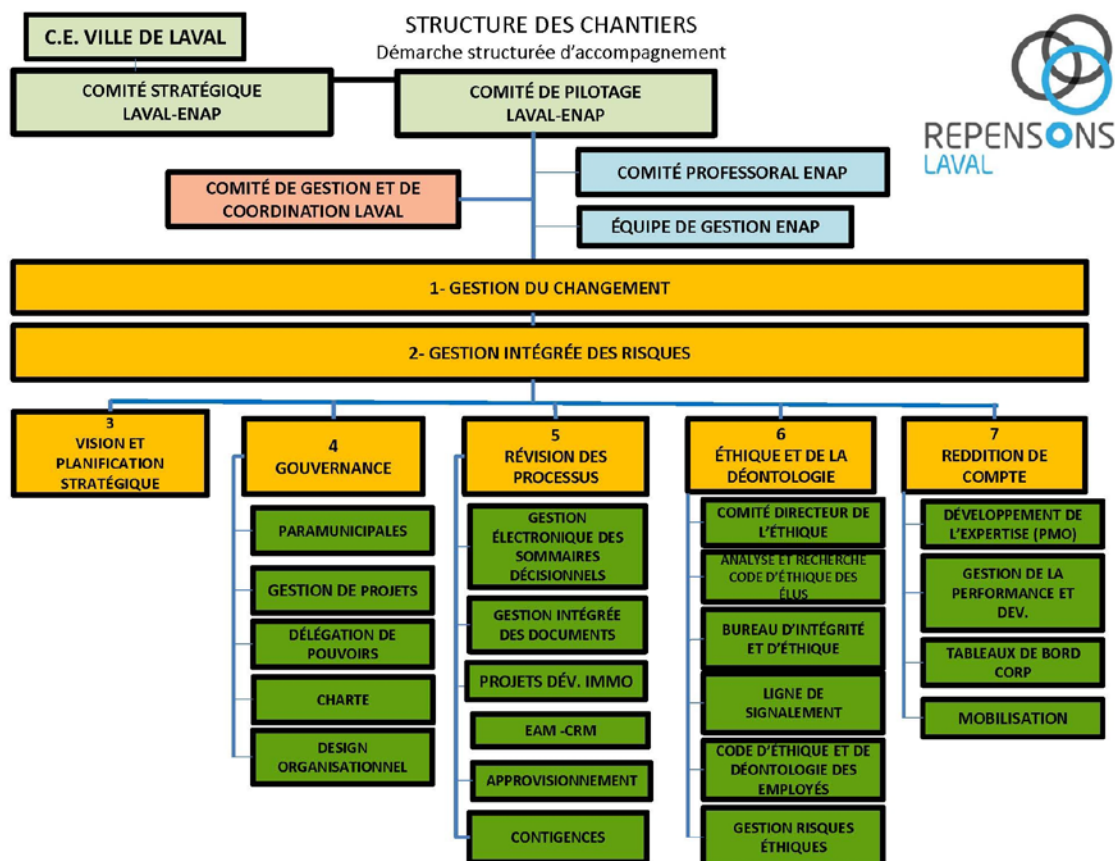 STRUCTURE DES CHANTIERS
Démarche structurée d'accompagnement
C.E. VILLE DE LAVAL
COMITÉ STRATÉGIQUE
LAVAL-ENAP
COMITÉ DE PILOTAGE
LAVAL-ENAP
REPENSONS
LAVAL
COMITÉ DE GESTION ET DE
COORDINATION LAVAL
COMITÉ PROFESSORAL ENAP
ÉQUIPE DE GESTION ENAP
1- GESTION DU CHANGEMENT
2- GESTION INTÉGRÉE DES RISQUES
3
VISION ET
PLANIFICATION
STRATÉGIQUE
4
GOUVERNANCE
PARAMUNICIPALES
GESTION DE PROJETS
DÉLÉGATION DE
POUVOIRS
CHARTE
DESIGN
ORGANISATIONNEL
5
RÉVISION DES
PROCESSUS
GESTION
ÉLECTRONIQUE DES
SOMMAIRES
DÉCISIONNELS
GESTION INTÉGRÉE
DES DOCUMENTS
PROJETS DÉV. IMMO
EAM -CRM
APPROVISIONNEMENT
CONTIGENCES
6
ÉTHIQUE ET DE LA
DÉONTOLOGIE
COMITÉ DIRECTEUR DE
L'ÉTHIQUE
ANALYSE ET RECHERCHE
CODE D'ÉTHIQUE DES
ÉLUS
BUREAU D'INTÉGRITÉ
ET D'ÉTHIQUE
LIGNE DE
SIGNALEMENT
CODE D'ÉTHIQUE ET DE
DÉONTOLOGIE DES
EMPLOYÉS
GESTION RISQUES
ÉTHIQUES
7
REDDITION DE
COMPTE
DÉVELOPPEMENT DE
L'EXPERTISE (PMO)
GESTION DE LA
PERFORMANCE ET
DEV.
TABLEAUX DE BORD
CORP
MOBILISATION